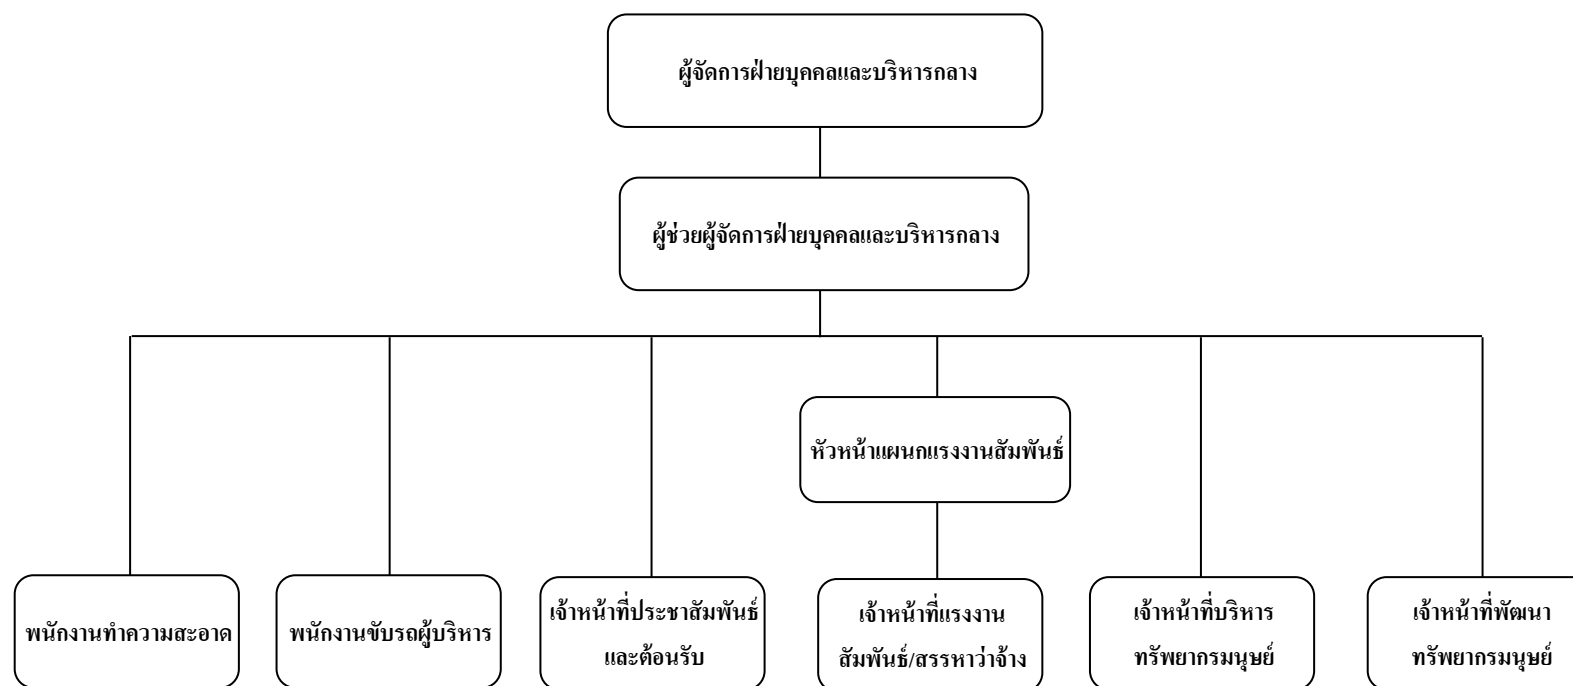 ผู้จัดการฝ่ายบุคคลและบริหารกลาง
ผู้ช่วยผู้จัดการฝ่ายบุคคลและบริหารกลาง
หัวหน้าแผนกแรงงานสัมพันธ์
พนักงานทำความสะอาด
พนักงานขับรถผู้บริหาร
เจ้าหน้าที่ประชาสัมพันธ์
และต้อนรับ
เจ้าหน้าที่แรงงาน
สัมพันธ์/สรรหาว่าจ้าง
เจ้าหน้าที่บริหาร
ทรัพยากรมนุษย์
เจ้าหน้าที่พัฒนา
ทรัพยากรมนุษย์